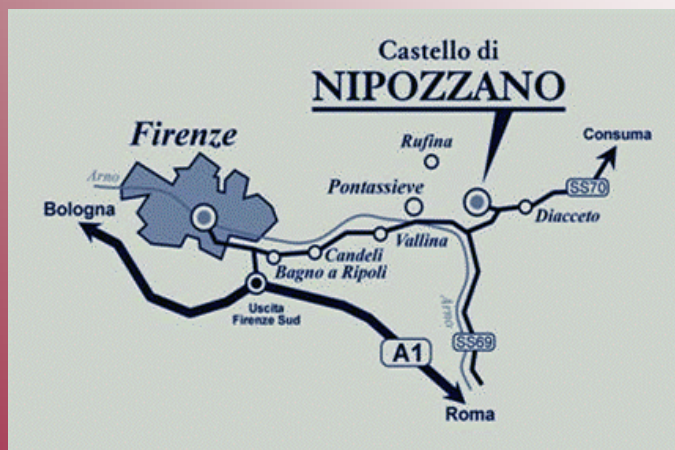 Castello di
NIPOZZANO
Firenze
Rufina
Consuma
Arno
Pontassieve
SS70
Bologna
Diacceto
Vallina
Candeli
Bagno a Ripoli
Uscita
Firenze Sud
Arno
SS69
A1
Roma